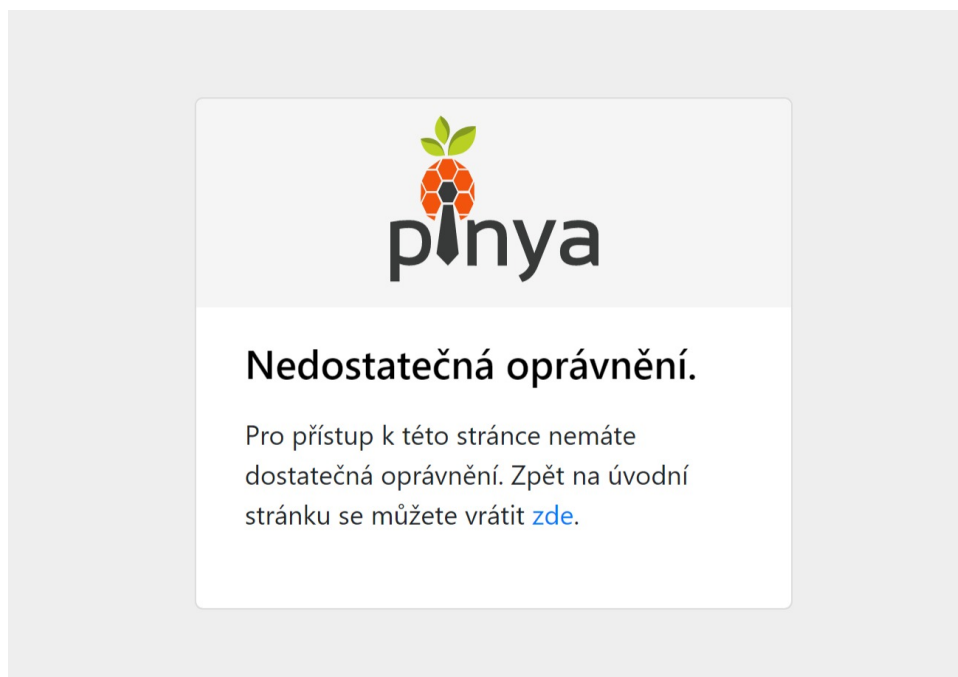 pinya
Nedostatečná oprávnění.
Pro přístup k této stránce nemáte
dostatečná oprávnění. Zpět na úvodní
stránku se můžete vrátit zde.